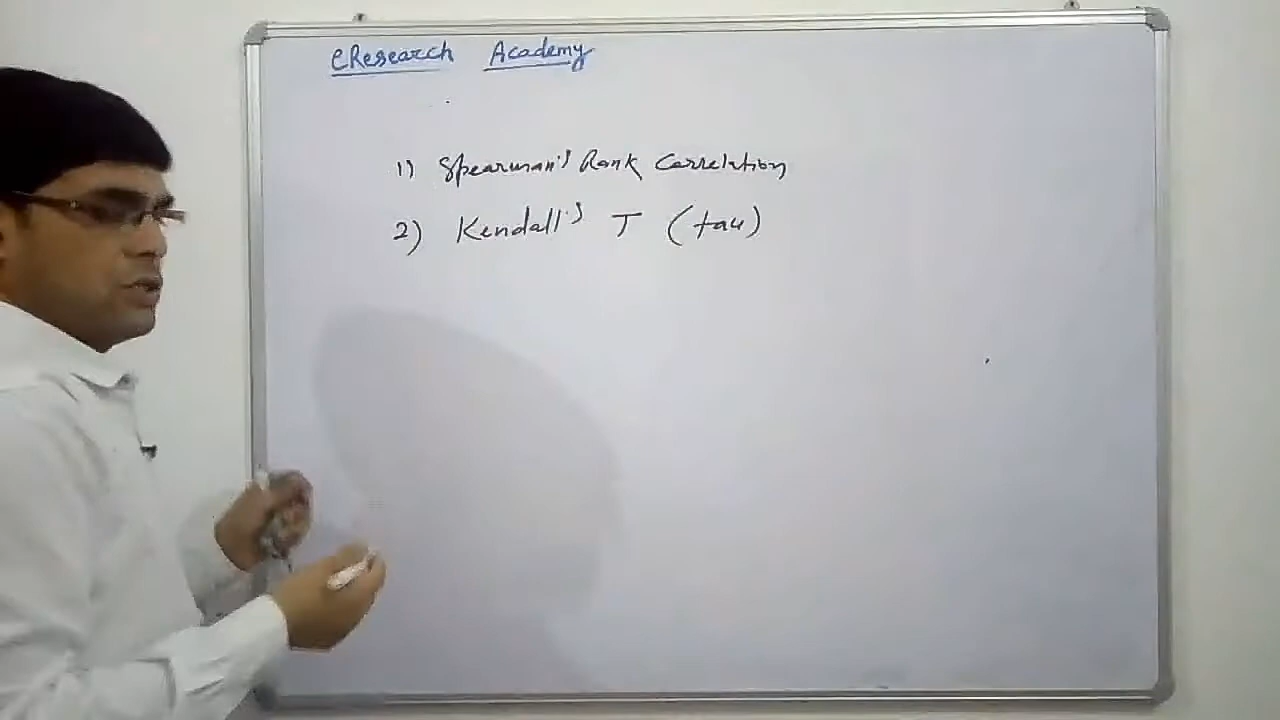 eResearch Academy
1) Spearman's Rank Correlation
2) Kendall's T (tau)